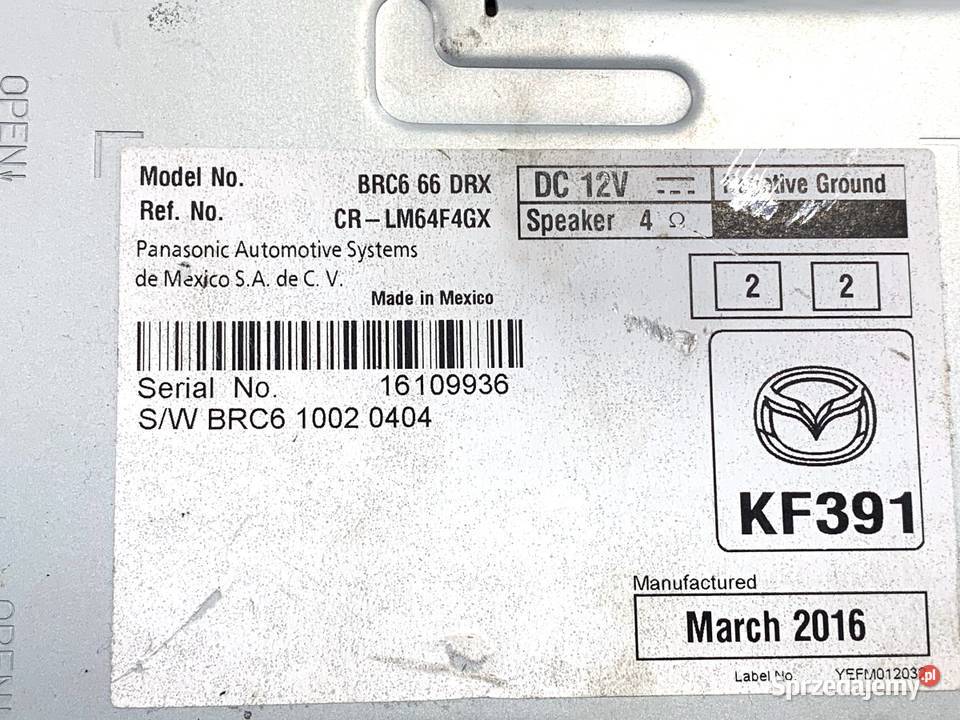 OPEN
Model No. BRC6 66 DRX
Ref. No. CR-LM64F4GX
Panasonic Automotive Systems
de Mexico S.A. de C. V.
Made in Mexico
DC 12V Negative Ground
Speaker 4 Ω
2 2
Serial No. 16109936
S/W BRC6 1002 0404
KF391
Manufactured
March 2016
Label No.
OPEN
Sprzedajemy.pl